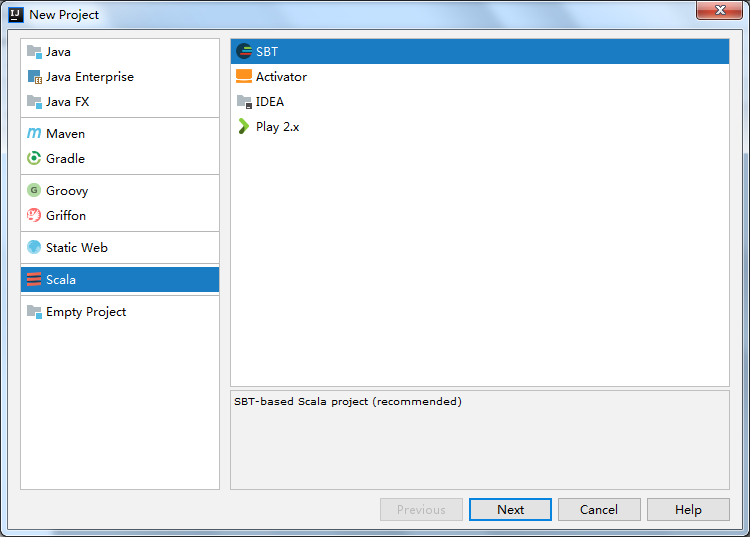 New Project
Java
Java Enterprise
Java FX
Maven
Gradle
Groovy
Griffon
Static Web
Scala
Empty Project
SBT
Activator
IDEA
Play 2.x
SBT-based Scala project (recommended)
Previous
Next
Cancel
Help